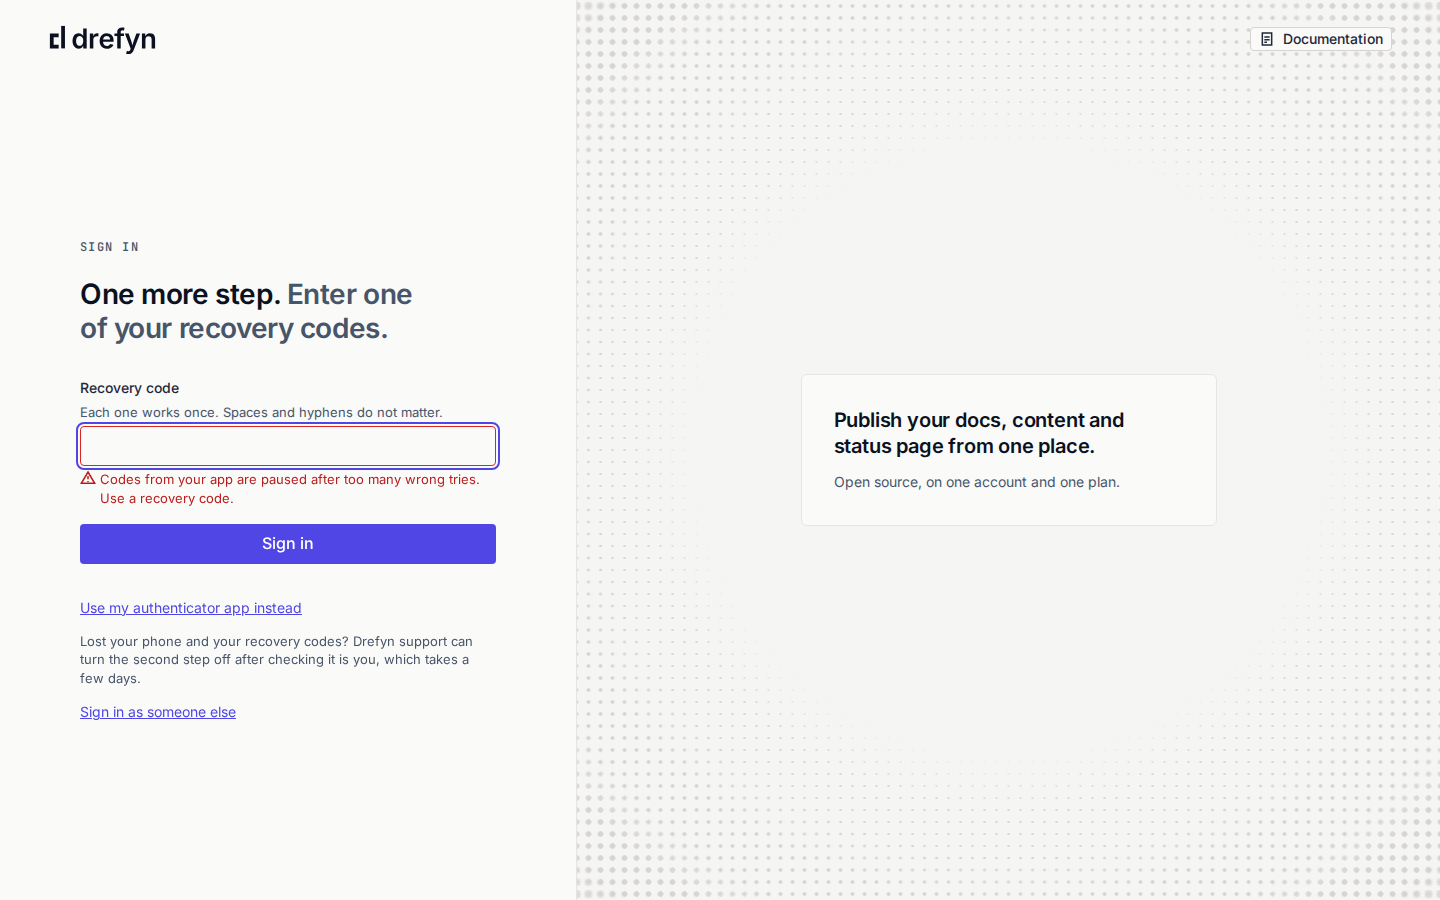 drefyn
Documentation
SIGN IN
One more step. Enter one
of your recovery codes.
Recovery code
Each one works once. Spaces and hyphens do not matter.
Codes from your app are paused after too many wrong tries.
Use a recovery code.
Sign in
Use my authenticator app instead
Lost your phone and your recovery codes? Drefyn support can
turn the second step off after checking it is you, which takes a
few days.
Sign in as someone else
Publish your docs, content and
status page from one place.
Open source, on one account and one plan.